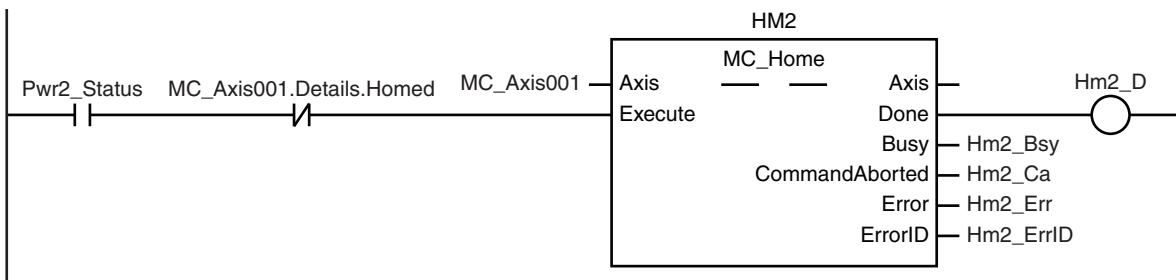 HM2
MC_Home
Pwr2_Status MC_Axis001.Details.Homed MC_Axis001 Axis Axis Hm2_D
Execute Done
Busy Hm2_Bsy
CommandAborted Hm2_Ca
Error Hm2_Err
ErrorID Hm2_ErrID